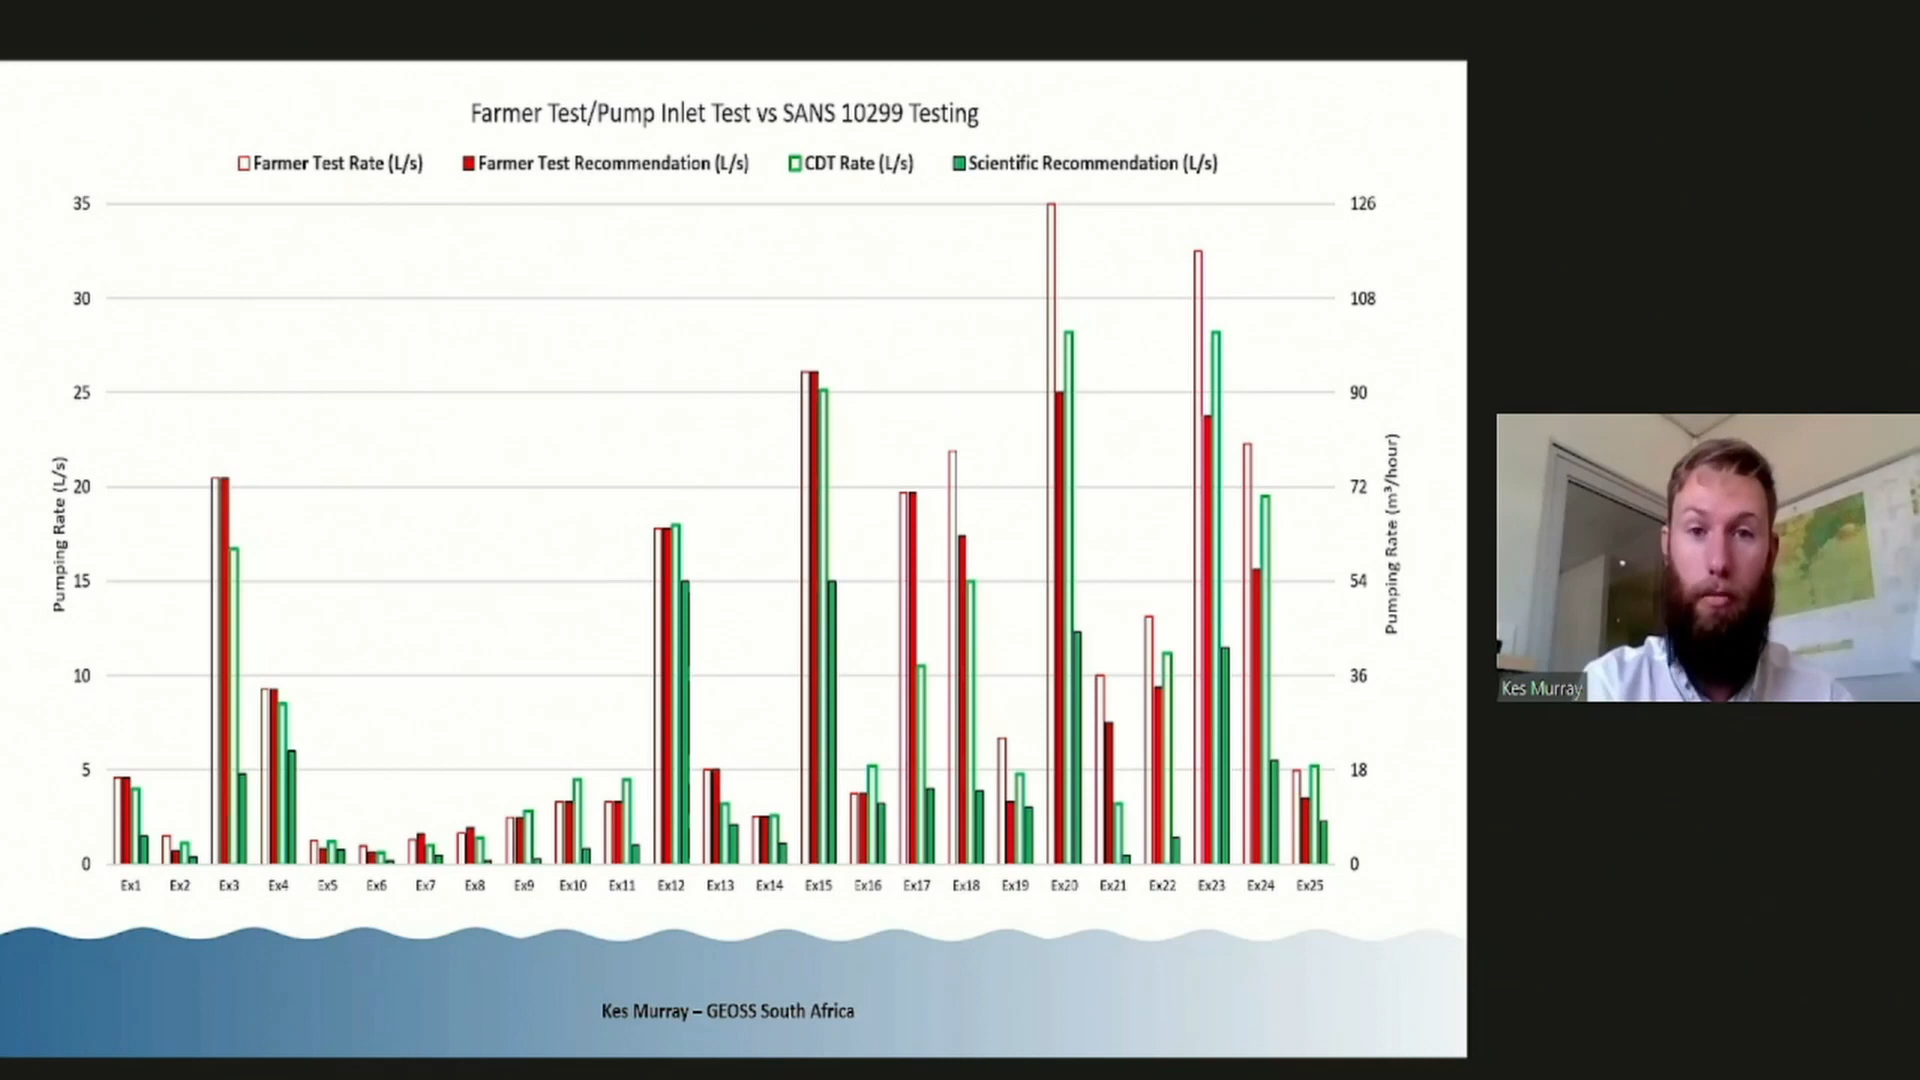 Farmer Test/Pump Inlet Test vs SANS 10299 Testing
Farmer Test Rate (L/s) Farmer Test Recommendation (L/s) CDT Rate (L/s) Scientific Recommendation (L/s)
35 126
30 108
25 90
20 72
15 54
10 36
5 18
0 0
Pumping Rate (L/s)
Pumping Rate (m³/hour)
Ex1 Ex2 Ex3 Ex4 Ex5 Ex6 Ex7 Ex8 Ex9 Ex10 Ex11 Ex12 Ex13 Ex14 Ex15 Ex16 Ex17 Ex18 Ex19 Ex20 Ex21 Ex22 Ex23 Ex24 Ex25
Kes Murray – GEOSS South Africa
Kes Murray